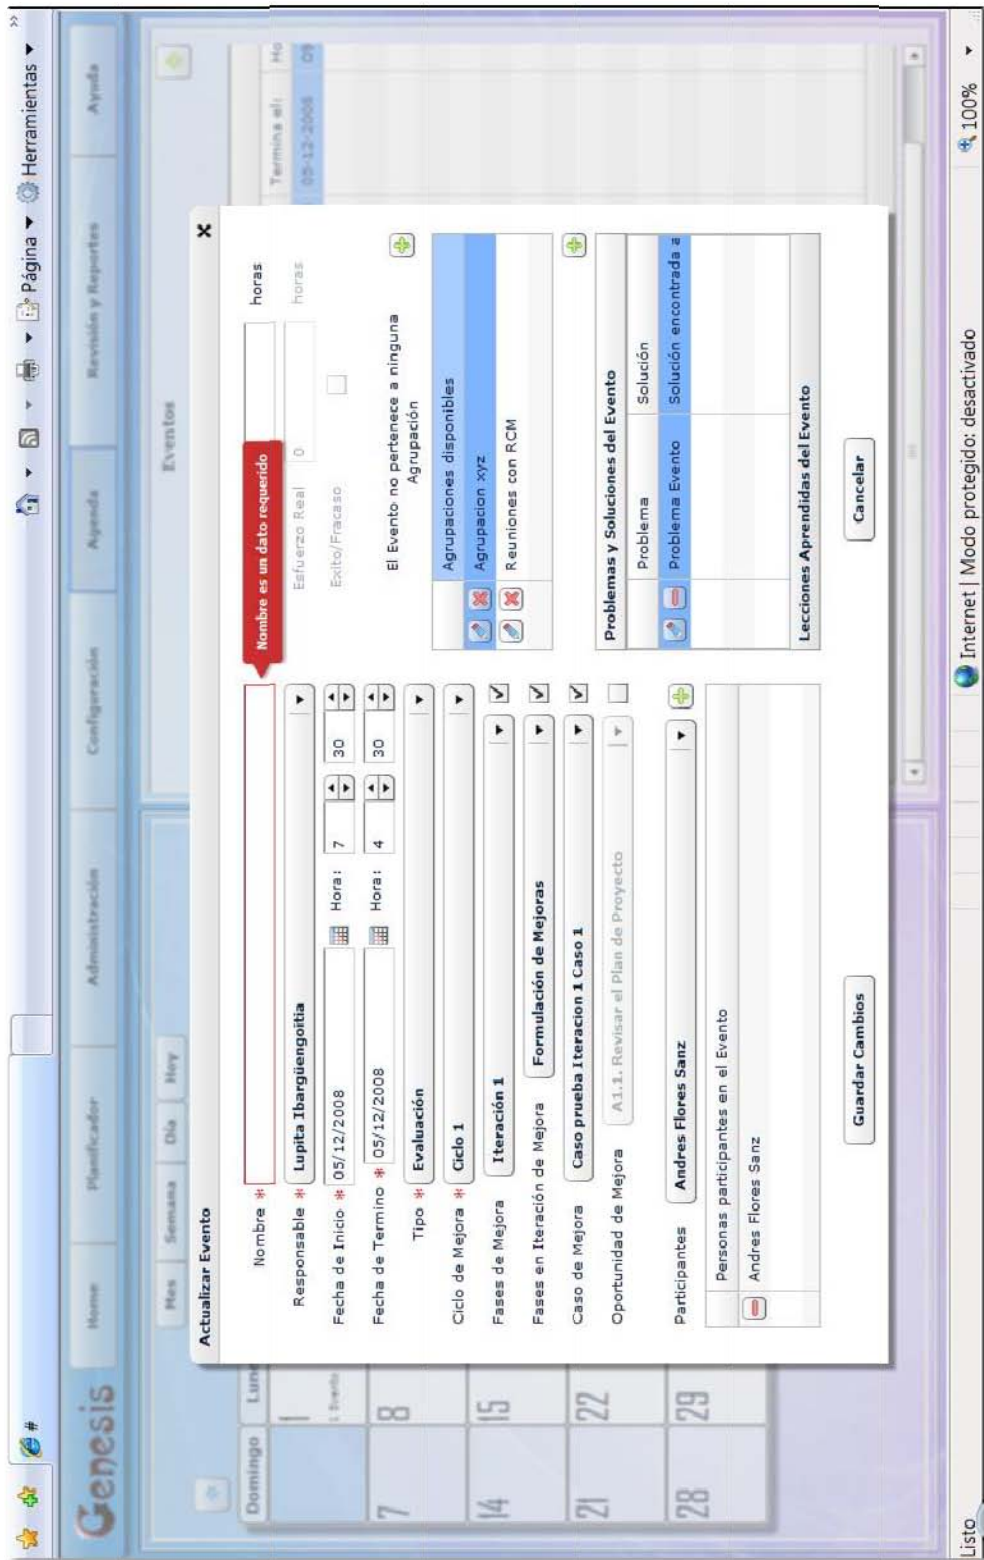 #
Página
Herramientas
Genesis
Home
Planificador
Administración
Configuración
Agenda
Revisión y Reportes
Ayuda
Mes
Semana
Día
Hoy
Eventos
Domingo
Lune
Termina el:
Ho
05-12-2008
09
1
7
8
14
15
21
22
28
29
Actualizar Evento
Nombre *
Nombre es un dato requerido
horas
Responsable * Lupita Ibargüengoitia
Esfuerzo Real 0 horas
Fecha de Inicio * 05/12/2008 Hora: 7 30
Exito/Fracaso
Fecha de Termino * 05/12/2008 Hora: 4 30
El Evento no pertenece a ninguna
Agrupación
Tipo * Evaluación
Ciclo de Mejora * Ciclo 1
Agrupaciones disponibles
Fases de Mejora Iteración 1
Agrupacion xyz
Reuniones con RCM
Fases en Iteración de Mejora Formulación de Mejoras
Caso de Mejora Caso prueba Iteracion 1 Caso 1
Oportunidad de Mejora A1.1. Revisar el Plan de Proyecto
Problemas y Soluciones del Evento
Problema Solución
Problema Evento Solución encontrada a
Participantes Andres Flores Sanz
Personas participantes en el Evento
Andres Flores Sanz
Lecciones Aprendidas del Evento
Guardar Cambios
Cancelar
Listo
Internet | Modo protegido: desactivado
100%